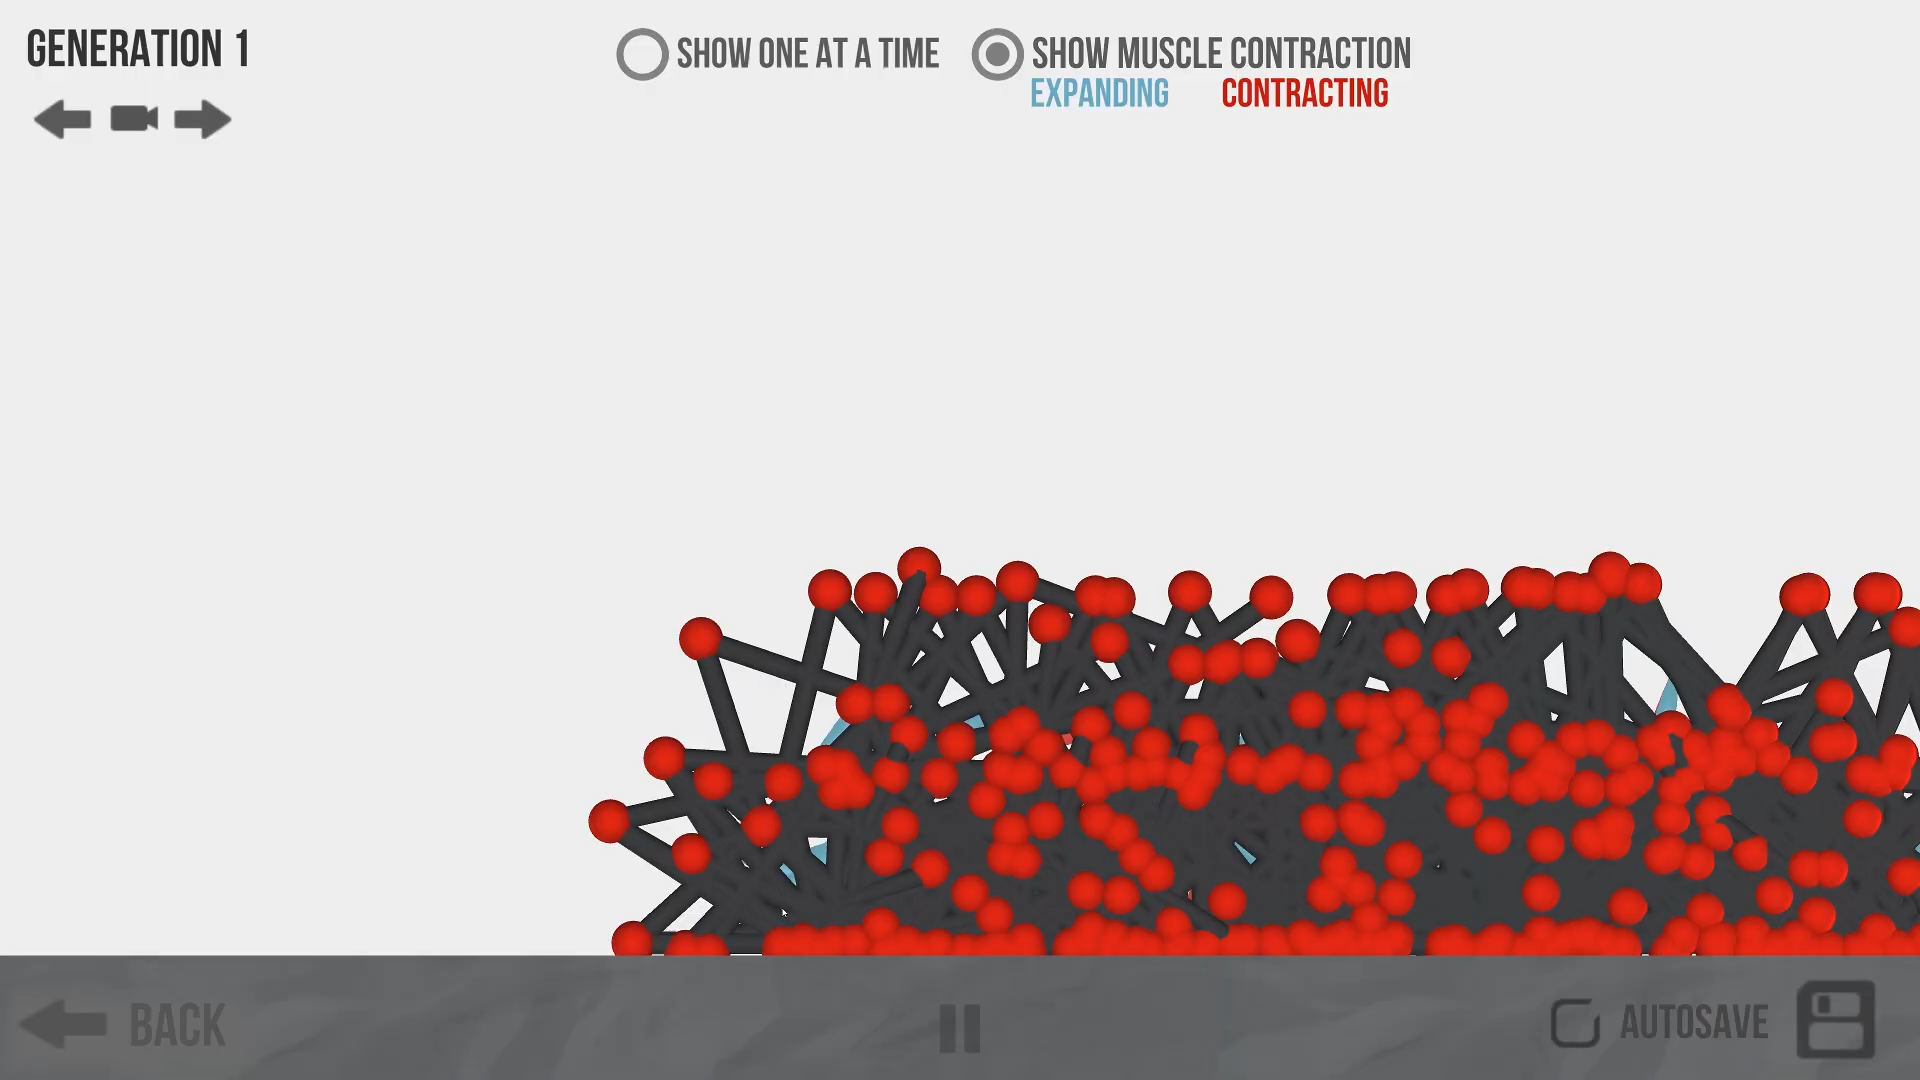 GENERATION 1
SHOW ONE AT A TIME
SHOW MUSCLE CONTRACTION
EXPANDING CONTRACTING
BACK
AUTOSAVE